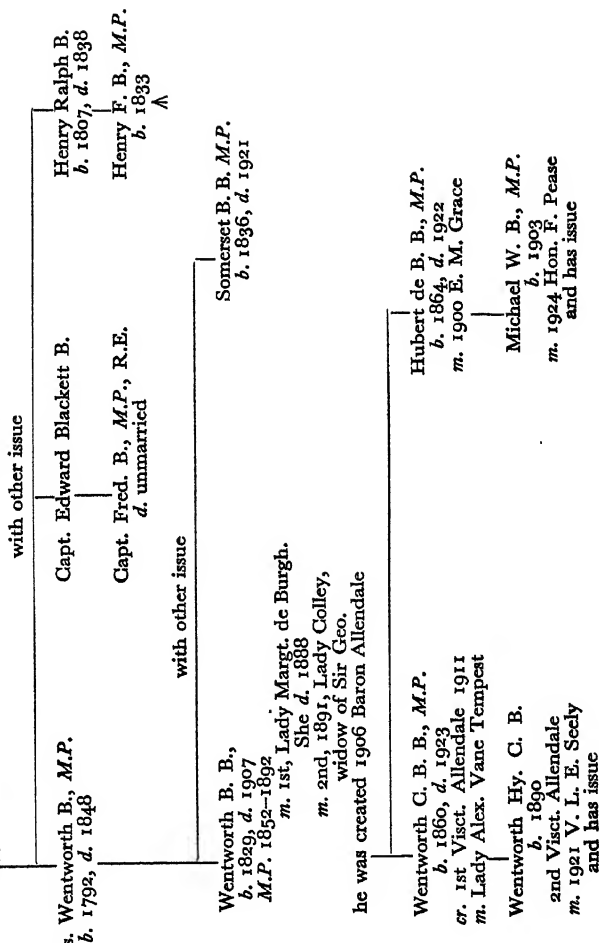 with other issue
s. Wentworth B., M.P.
b. 1792, d. 1848
Capt. Edward Blackett B.
Capt. Fred. B., M.P., R.E.
d. unmarried
Henry Ralph B.
b. 1807, d. 1838
Henry F. B., M.P.
b. 1833
with other issue
Wentworth B. B.,
b. 1829, d. 1907
M.P. 1852–1892
m. 1st, Lady Margt. de Burgh.
She d. 1888
m. 2nd, 1891, Lady Colley,
widow of Sir Geo.
he was created 1906 Baron Allendale
Somerset B. B. M.P.
b. 1836, d. 1921
Wentworth C. B. B., M.P.
b. 1860, d. 1923
cr. 1st Visct. Allendale 1911
m. Lady Alex. Vane Tempest
Wentworth Hy. C. B.
b. 1890
2nd Visct. Allendale
m. 1921 V. L. E. Seely
and has issue
Hubert de B. B., M.P.
b. 1864, d. 1922
m. 1900 E. M. Grace
Michael W. B., M.P.
b. 1903
m. 1924 Hon. F. Pease
and has issue